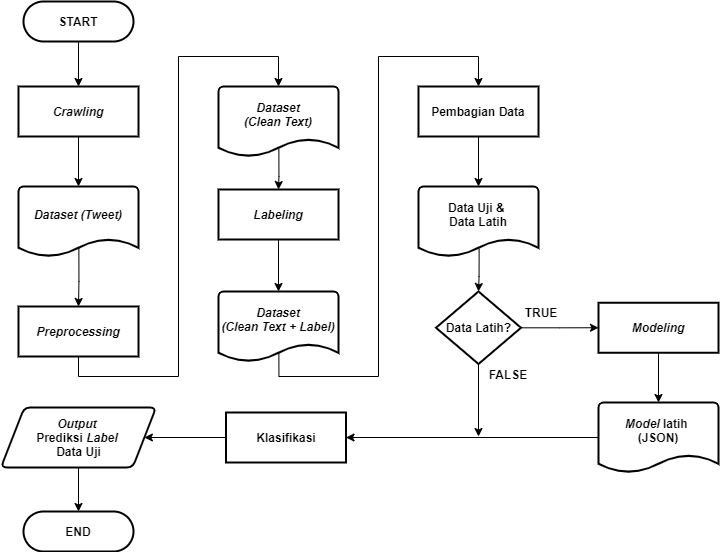 START
Crawling
Dataset (Tweet)
Preprocessing
Dataset
(Clean Text)
Labeling
Dataset
(Clean Text + Label)
Pembagian Data
Data Uji &
Data Latih
Data Latih?
TRUE
FALSE
Modeling
Model latih
(JSON)
Klasifikasi
Output
Prediksi Label
Data Uji
END